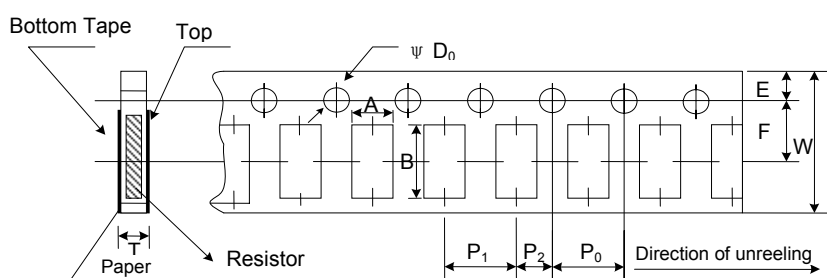 Bottom Tape
Top
ψ D₀
A
B
E
F
W
T
Paper
Resistor
P₁
P₂
P₀
Direction of unreeling